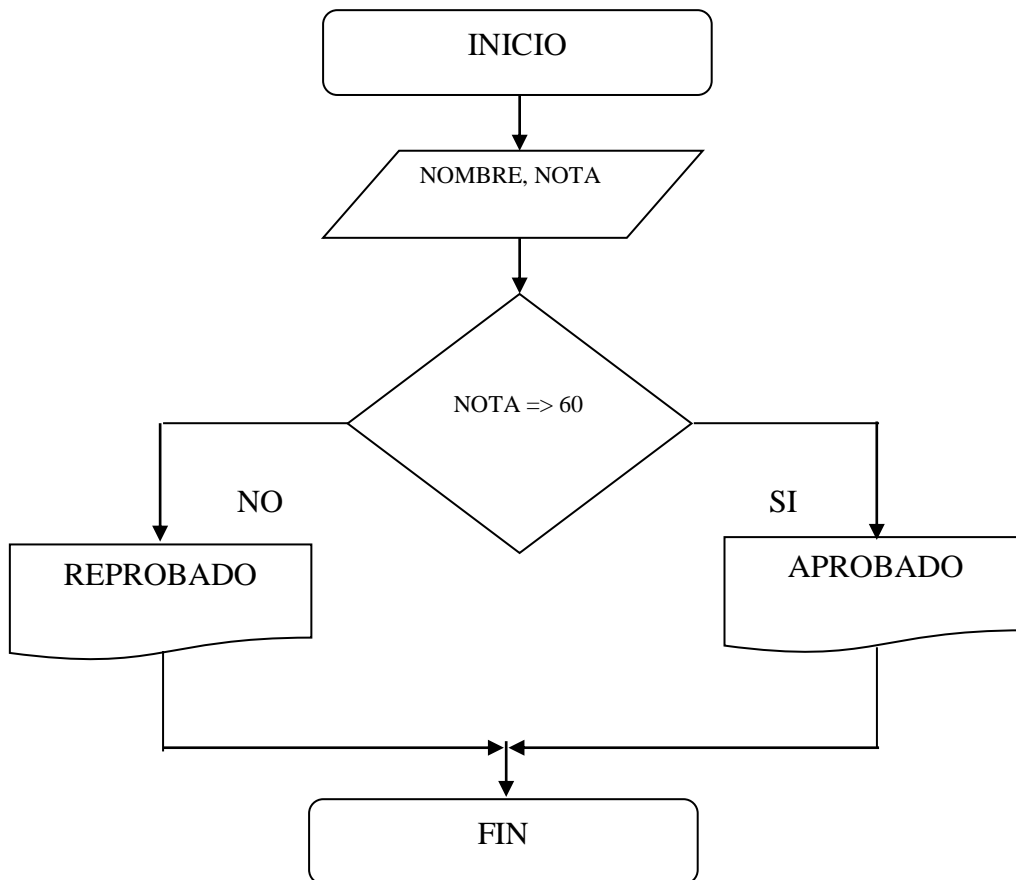 INICIO
NOMBRE, NOTA
NOTA => 60
NO
SI
REPROBADO
APROBADO
FIN